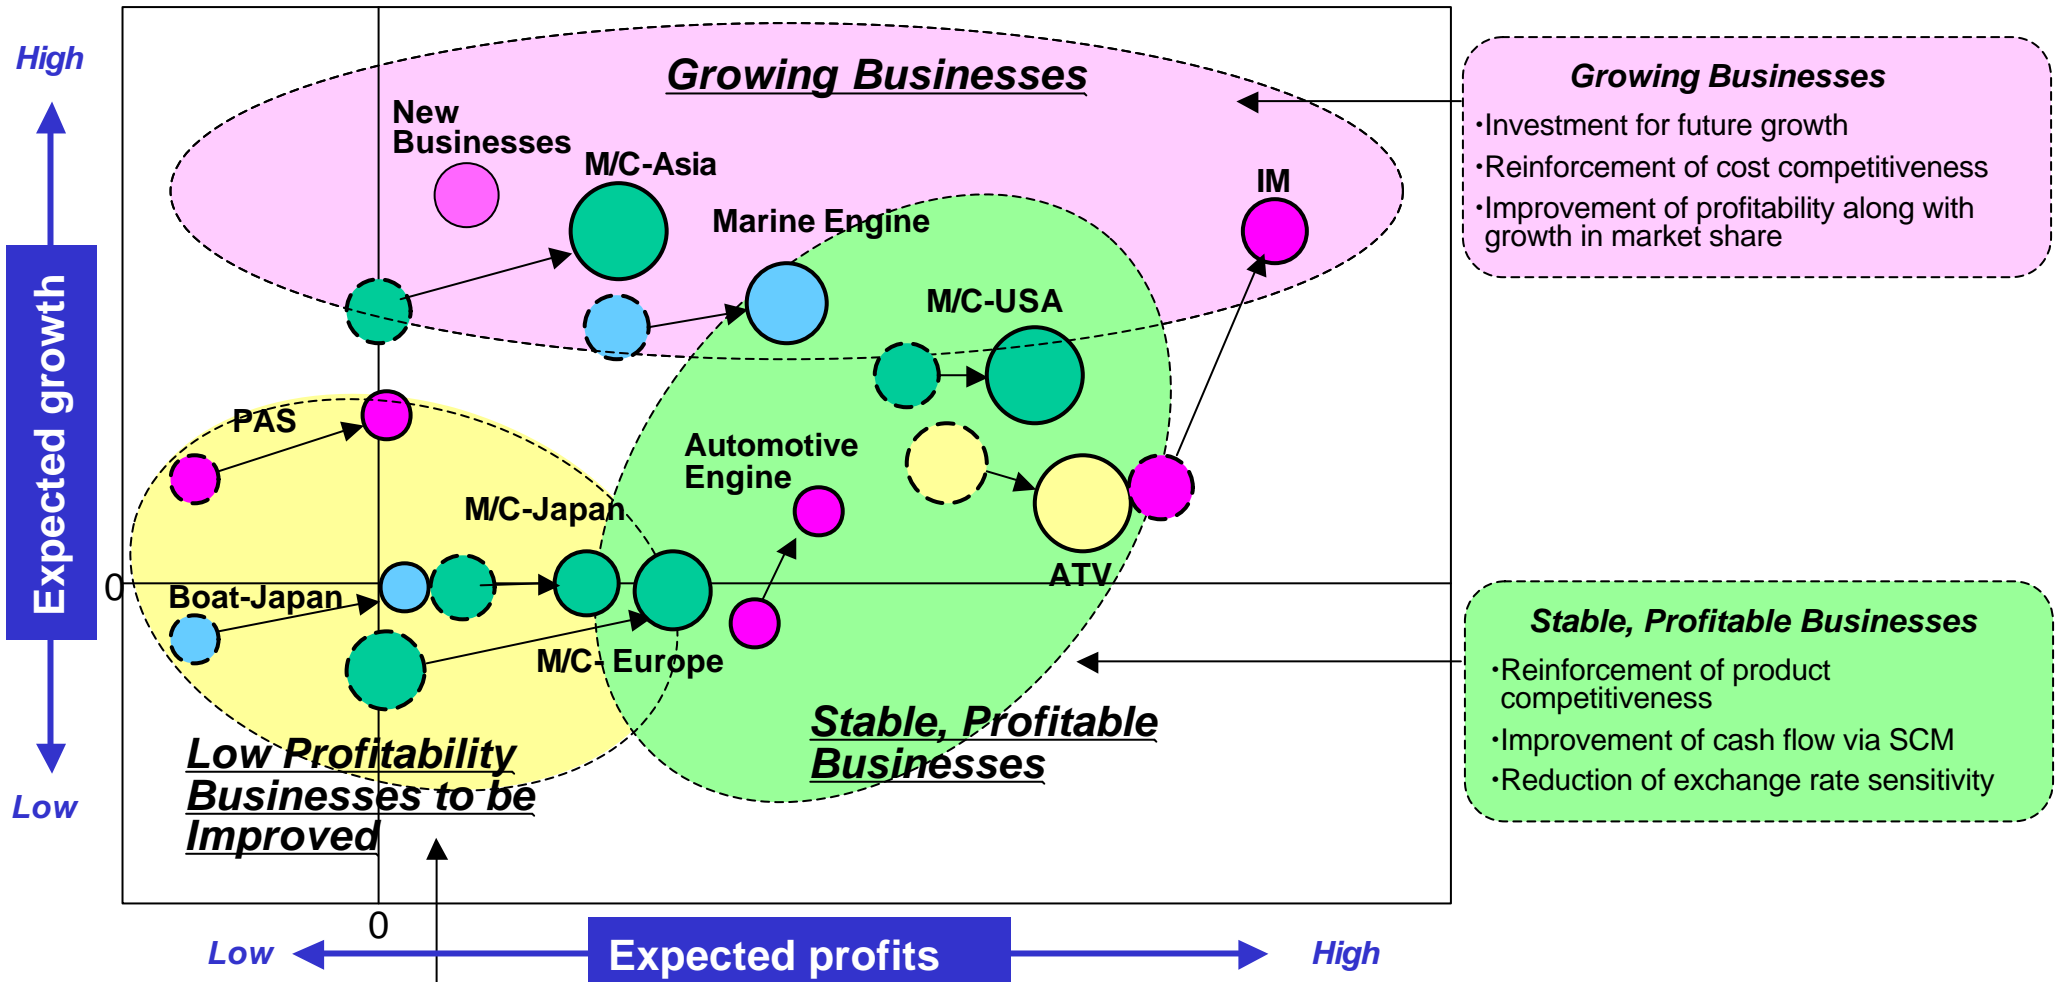 High
Growing Businesses
Growing Businesses
・Investment for future growth
・Reinforcement of cost competitiveness
・Improvement of profitability along with
growth in market share
New
Businesses
M/C-Asia
IM
Marine Engine
M/C-USA
Expected growth
PAS
Automotive
Engine
M/C-Japan
0
Boat-Japan
ATV
M/C- Europe
Stable, Profitable Businesses
・Reinforcement of product
competitiveness
・Improvement of cash flow via SCM
・Reduction of exchange rate sensitivity
Stable, Profitable
Businesses
Low Profitability
Businesses to be
Improved
Low
0
Low
Expected profits
High